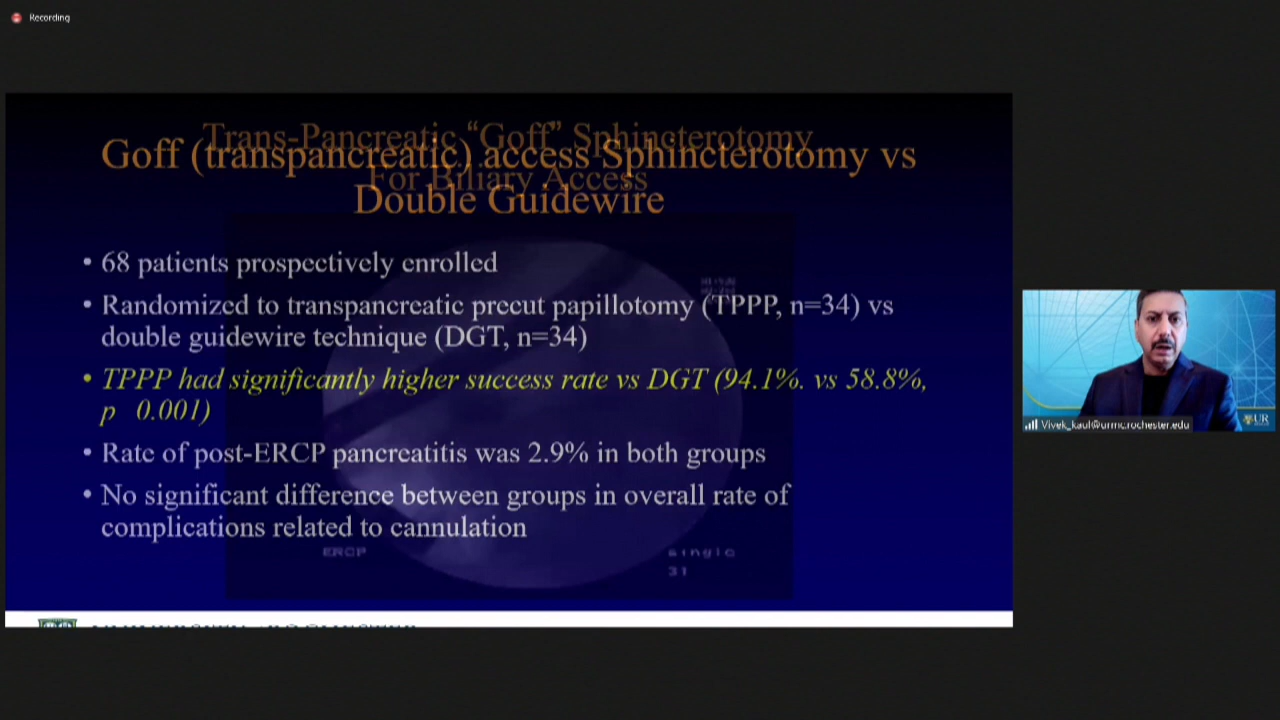 Recording
Trans-Pancreatic “Goff” Sphincterotomy
For Biliary Access
Goff (transpancreatic) access Sphincterotomy vs
Double Guidewire
• 68 patients prospectively enrolled
• Randomized to transpancreatic precut papillotomy (TPPP, n=34) vs
double guidewire technique (DGT, n=34)
• TPPP had significantly higher success rate vs DGT (94.1%. vs 58.8%,
p 0.001)
• Rate of post-ERCP pancreatitis was 2.9% in both groups
• No significant difference between groups in overall rate of
complications related to cannulation
ERCP
single
31
Vivek_kaul@urmc.rochester.edu
UR